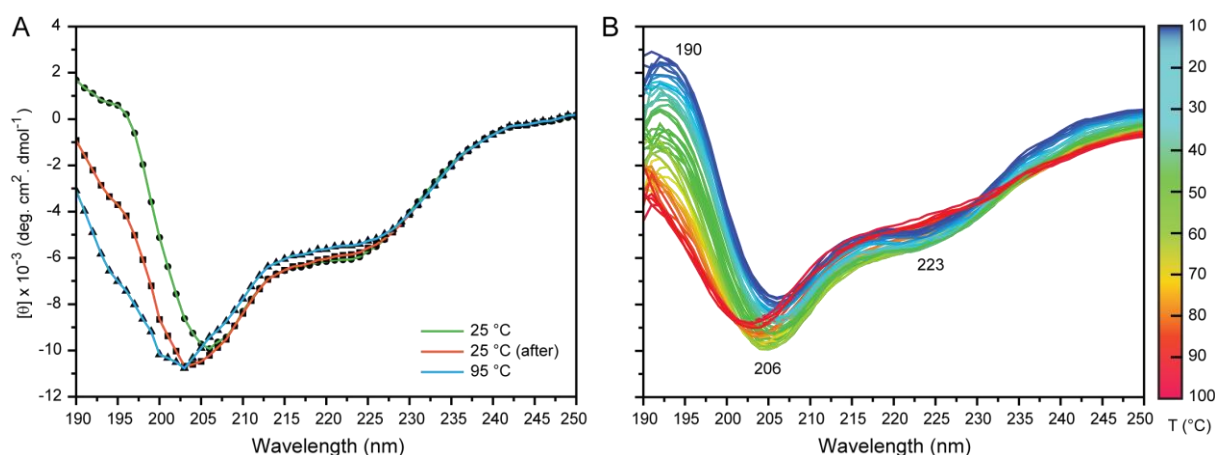 A
[θ] x 10⁻³ (deg. cm². dmol⁻¹)
4
2
0
-2
-4
-6
-8
-10
-12
25 °C
25 °C (after)
95 °C
190 195 200 205 210 215 220 225 230 235 240 245 250
Wavelength (nm)
B
190
223
206
190 195 200 205 210 215 220 225 230 235 240 245 250
Wavelength (nm)
10
20
30
40
50
60
70
80
90
100
T (°C)